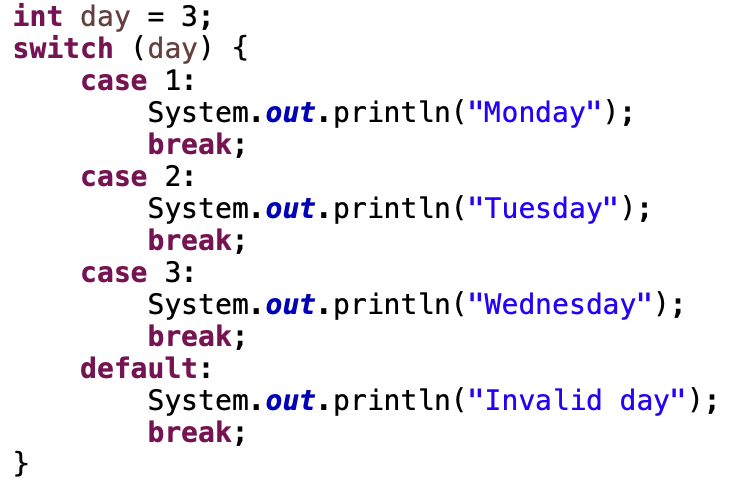 int day = 3;
switch (day) {
    case 1:
        System.out.println("Monday");
        break;
    case 2:
        System.out.println("Tuesday");
        break;
    case 3:
        System.out.println("Wednesday");
        break;
    default:
        System.out.println("Invalid day");
        break;
}